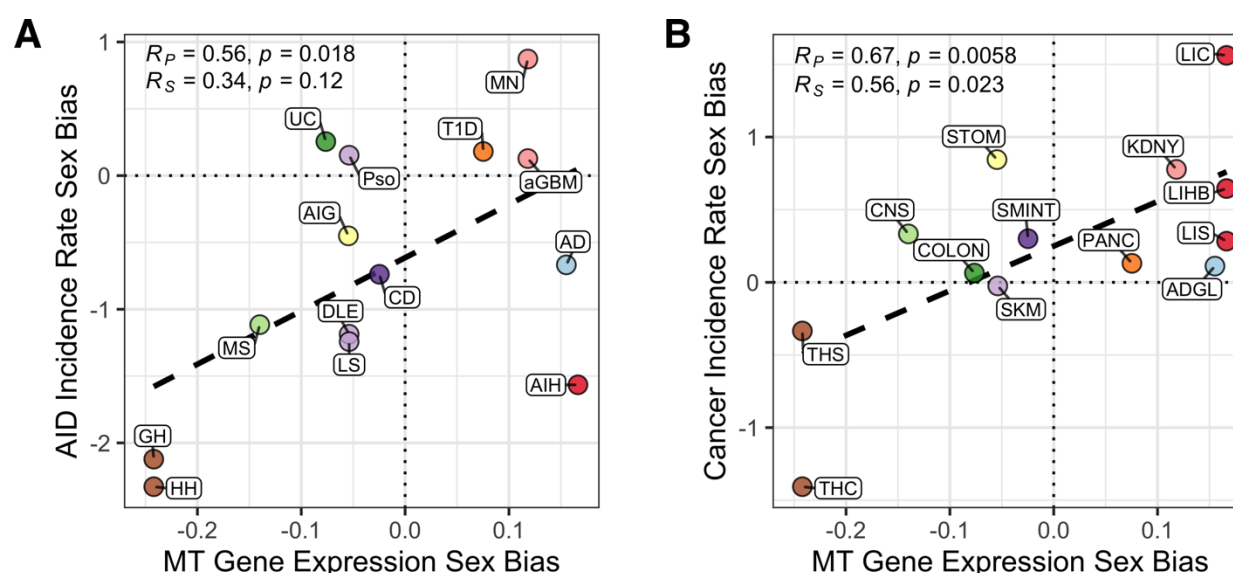 A
R_P = 0.56, p = 0.018
R_S = 0.34, p = 0.12
AID Incidence Rate Sex Bias
1
0
-1
-2
MN
UC
T1D
Pso
aGBM
AIG
AD
CD
DLE
MS
LS
AIH
GH
HH
-0.2
-0.1
0.0
0.1
MT Gene Expression Sex Bias
B
R_P = 0.67, p = 0.0058
R_S = 0.56, p = 0.023
Cancer Incidence Rate Sex Bias
1
0
-1
LIC
STOM
KDNY
LIHB
CNS
SMINT
LIS
COLON
PANC
ADGL
SKM
THS
THC
-0.2
-0.1
0.0
0.1
MT Gene Expression Sex Bias